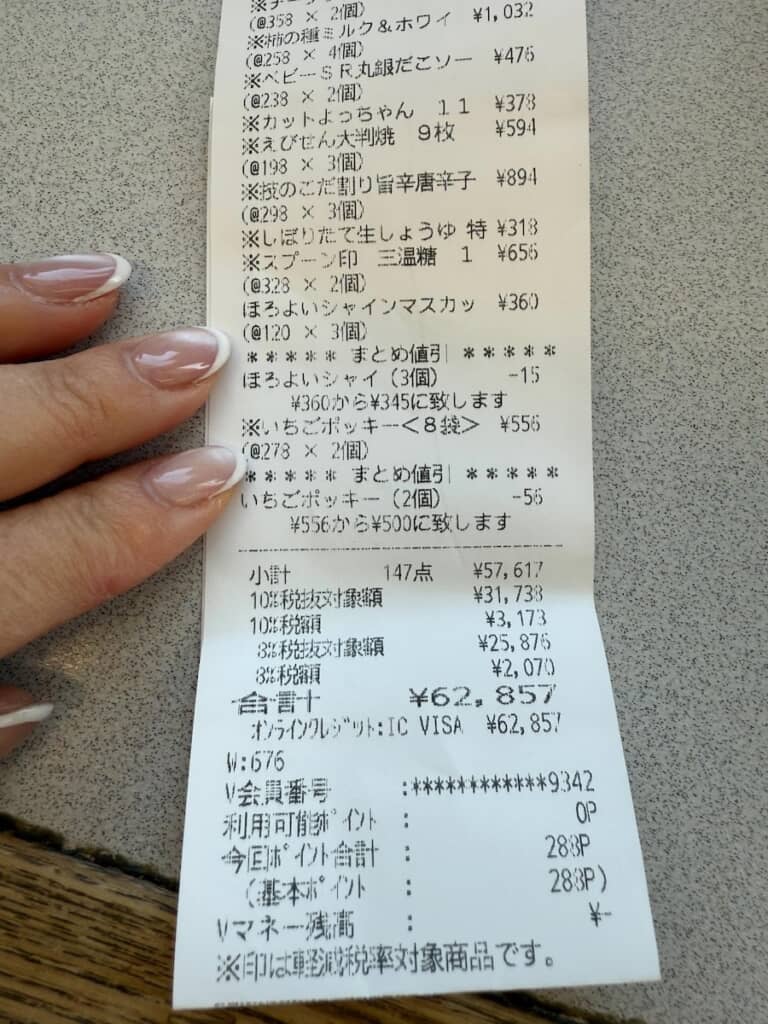 (@358 × 2個)
※柿の種ミルク&ホワイ ¥1,032
(@258 × 4個)
※ベビーSR丸銀だこソー ¥476
(@238 × 2個)
※カットよっちゃん 11 ¥378
※えびせん大判焼 9枚 ¥594
(@198 × 3個)
※技のこだ割り旨辛唐辛子 ¥894
(@298 × 3個)
※しぼりたて生しょうゆ 特 ¥318
※スプーン印 三温糖 1 ¥656
(@328 × 2個)
ほろよいシャインマスカッ ¥360
(@120 × 3個)
***** まとめ値引 *****
ほろよいシャイ (3個) -15
¥360から¥345に致します
※いちごポッキー<8袋> ¥556
(@278 × 2個)
***** まとめ値引 *****
いちごポッキー (2個) -56
¥556から¥500に致します
小計 147点 ¥57,617
10%税抜対象額 ¥31,738
10%税額 ¥3,173
8%税抜対象額 ¥25,876
8%税額 ¥2,070
合計 ¥62,857
オンラインクレジット:IC VISA ¥62,857
W:676
V会員番号 :************9342
利用可能ポイント : 0P
今回ポイント合計 : 288P
(基本ポイント : 288P)
Vマネー残高 : ¥-
※印は軽減税率対象商品です。